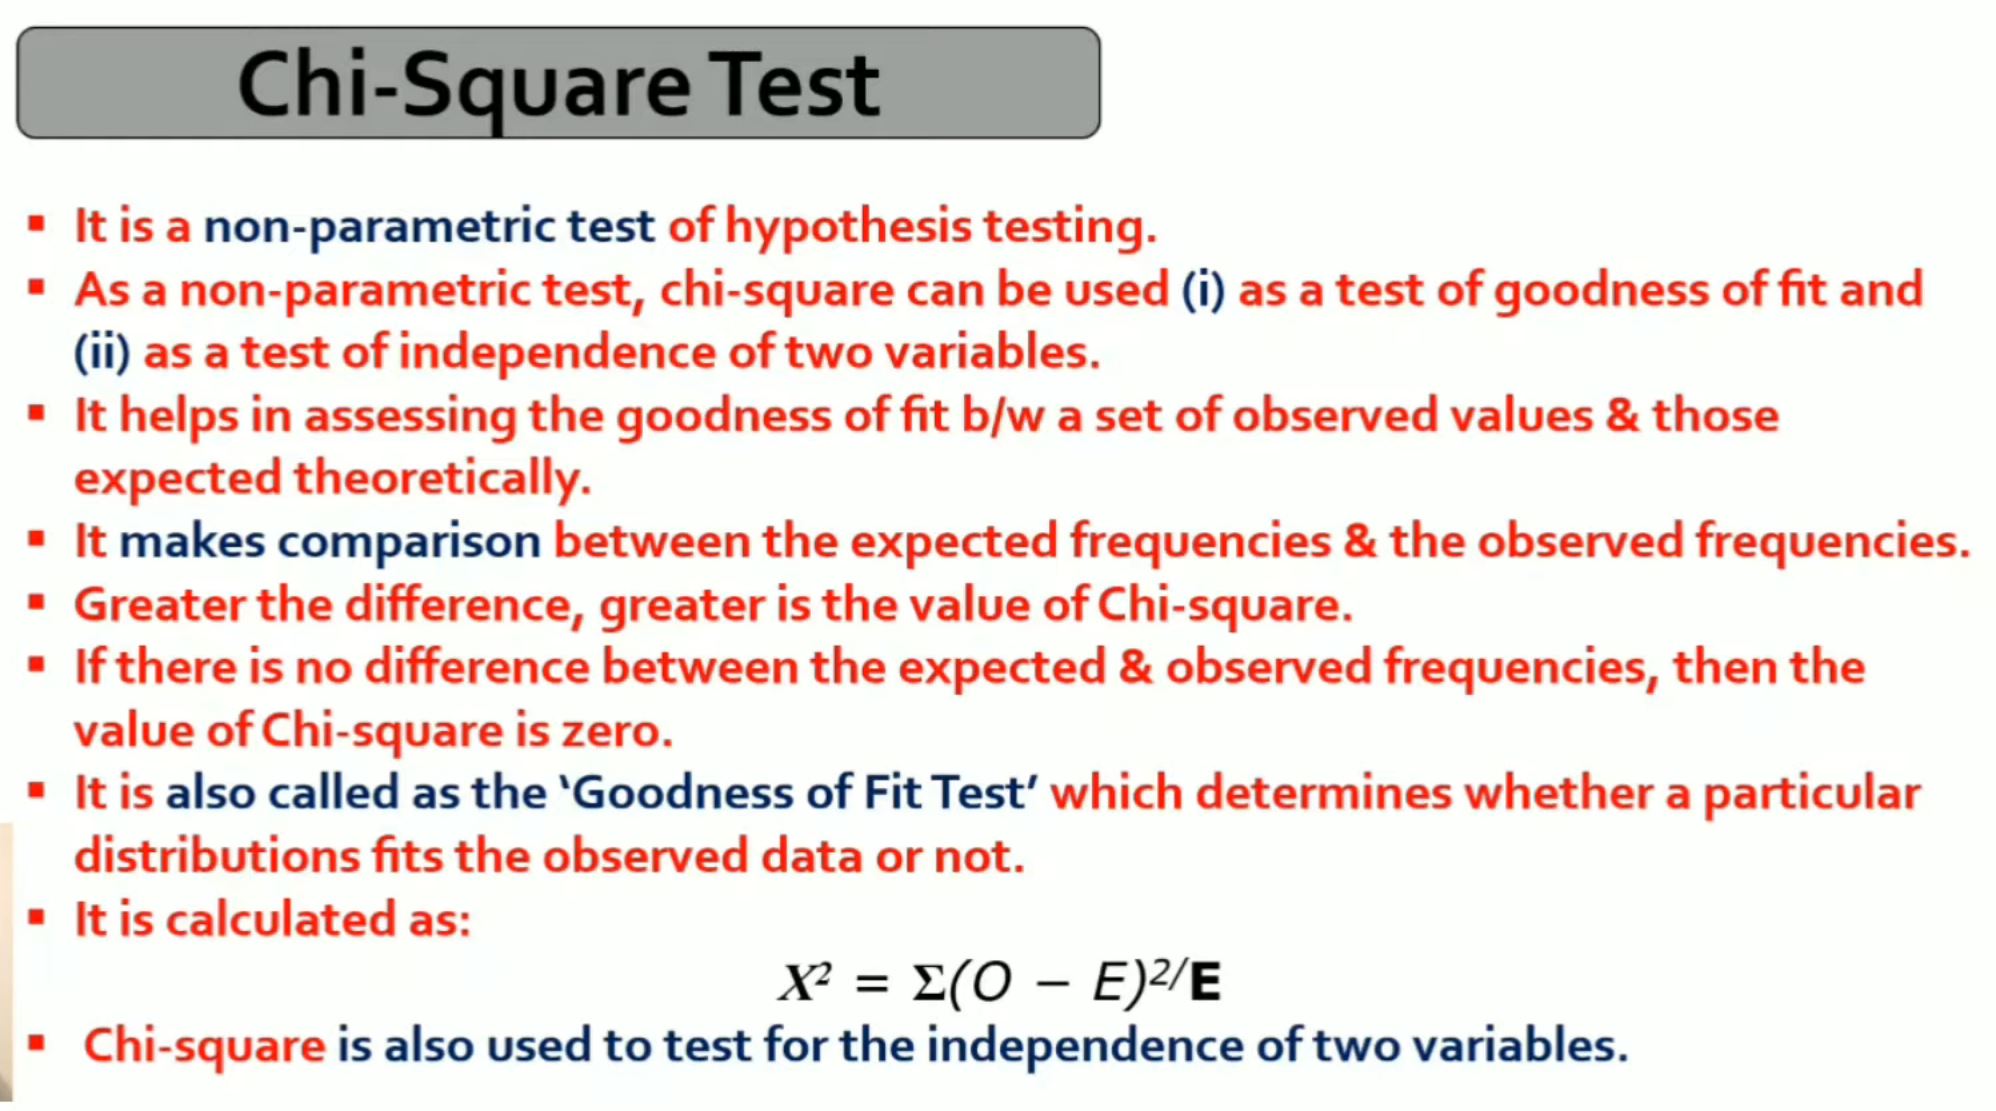 Chi-Square Test
▪ It is a non-parametric test of hypothesis testing.
▪ As a non-parametric test, chi-square can be used (i) as a test of goodness of fit and
(ii) as a test of independence of two variables.
▪ It helps in assessing the goodness of fit b/w a set of observed values & those
expected theoretically.
▪ It makes comparison between the expected frequencies & the observed frequencies.
▪ Greater the difference, greater is the value of Chi-square.
▪ If there is no difference between the expected & observed frequencies, then the
value of Chi-square is zero.
▪ It is also called as the ‘Goodness of Fit Test’ which determines whether a particular
distributions fits the observed data or not.
▪ It is calculated as:
X² = Σ(O – E)²/E
▪ Chi-square is also used to test for the independence of two variables.